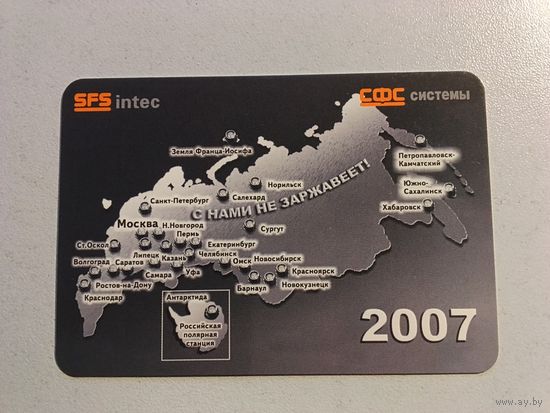 SFS intec
СФС системы
Земля Франца-Иосифа
Петропавловск-
Камчатский
Норильск
Салехард
Санкт-Петербург
Южно-
Сахалинск
Хабаровск
С НАМИ НЕ ЗАРЖАВЕЕТ!
Москва
Н.Новгород
Сургут
Пермь
Ст.Оскол
Екатеринбург
Липецк
Казань
Челябинск
Волгоград
Саратов
Омск
Новосибирск
Самара
Уфа
Красноярск
Ростов-на-Дону
Барнаул
Новокузнецк
Краснодар
Антарктида
Российская
полярная
станция
2007
www.ay.by